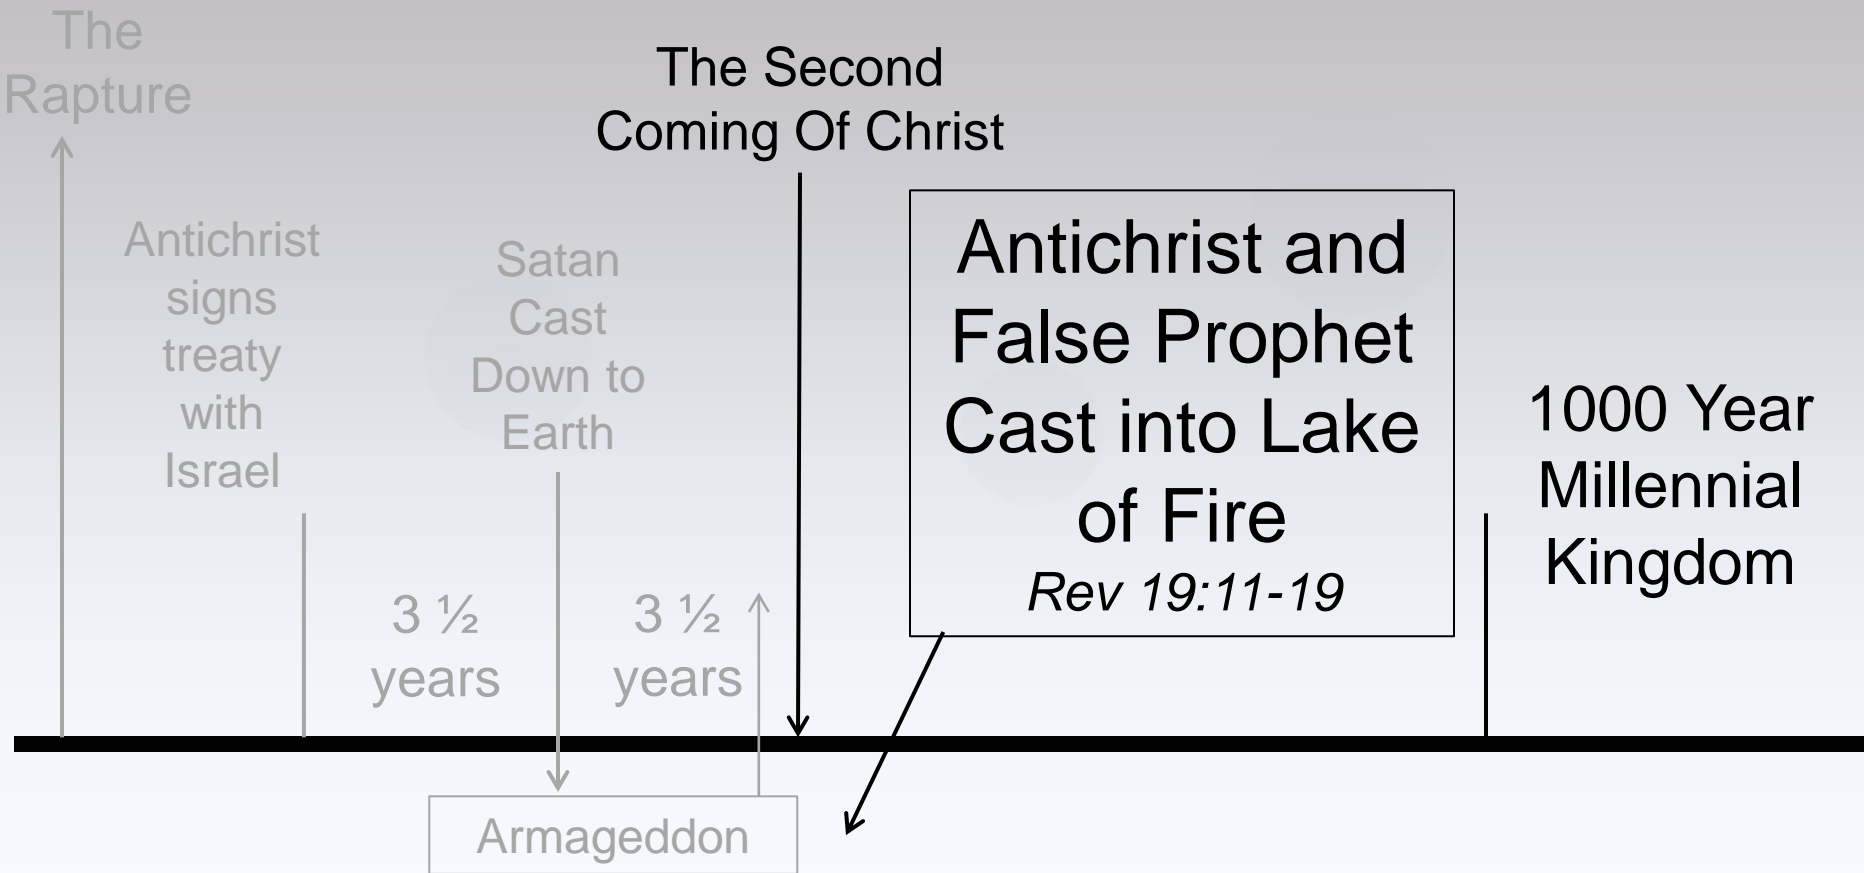 The
Rapture
The Second
Coming Of Christ
Antichrist
signs
treaty
with
Israel
Satan
Cast
Down to
Earth
Antichrist and
False Prophet
Cast into Lake
of Fire
Rev 19:11-19
1000 Year
Millennial
Kingdom
3 ½
years
3 ½
years
Armageddon